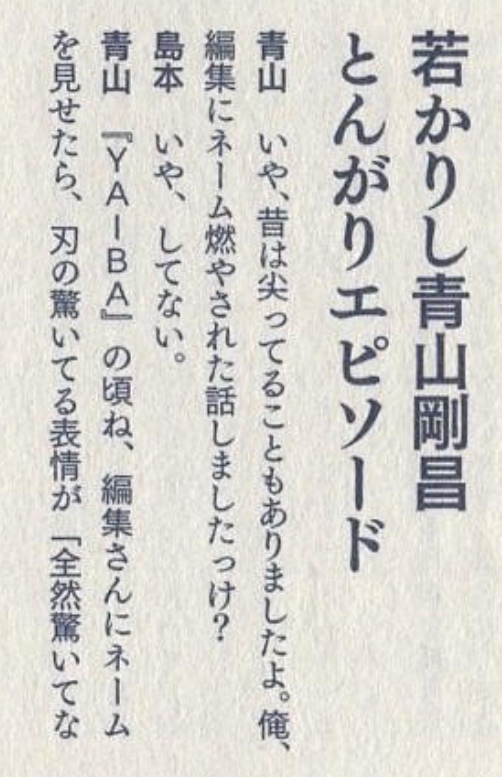 若かりし青山剛昌
とんがりエピソード
青山　いや、昔は尖ってることもありましたよ。俺、
編集にネーム燃やされた話しましたっけ？
島本　いや、してない。
青山　『ＹＡＩＢＡ』の頃ね、編集さんにネーム
を見せたら、刃の驚いてる表情が「全然驚いてな